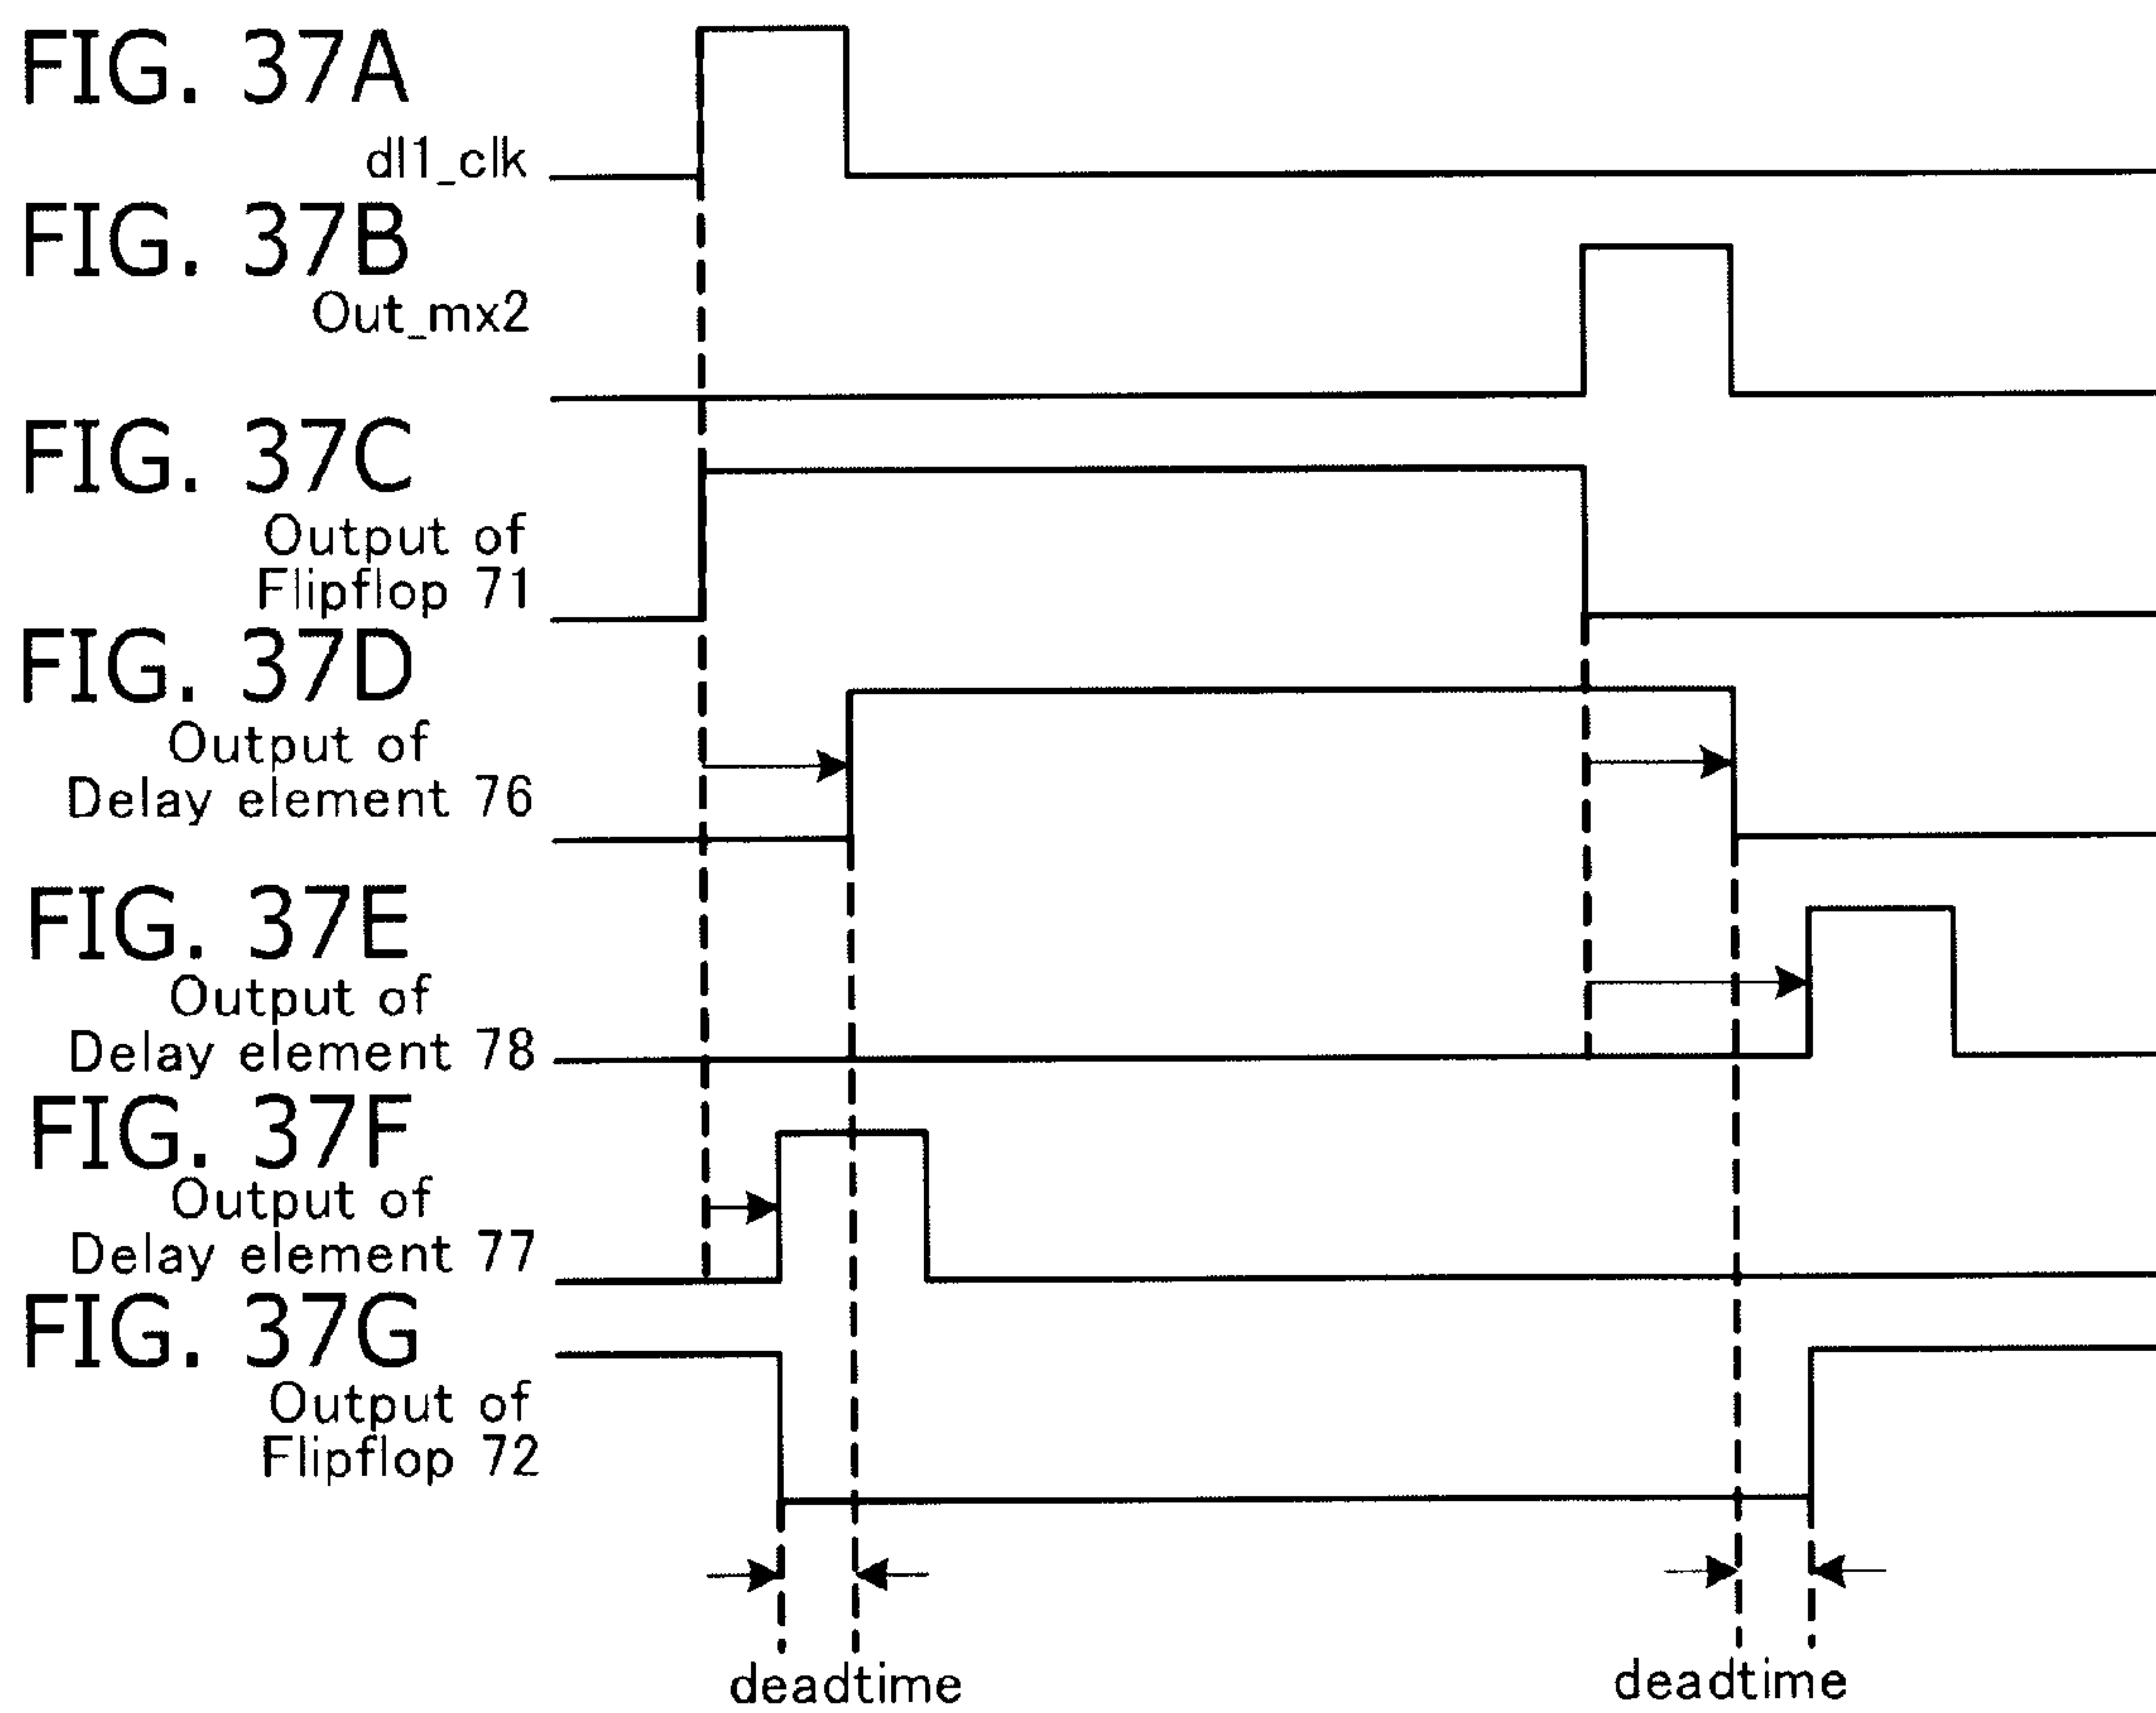 FIG. 37A
dl1_clk
FIG. 37B
Out_mx2
FIG. 37C
Output of
Flipflop 71
FIG. 37D
Output of
Delay element 76
FIG. 37E
Output of
Delay element 78
FIG. 37F
Output of
Delay element 77
FIG. 37G
Output of
Flipflop 72
deadtime
deadtime